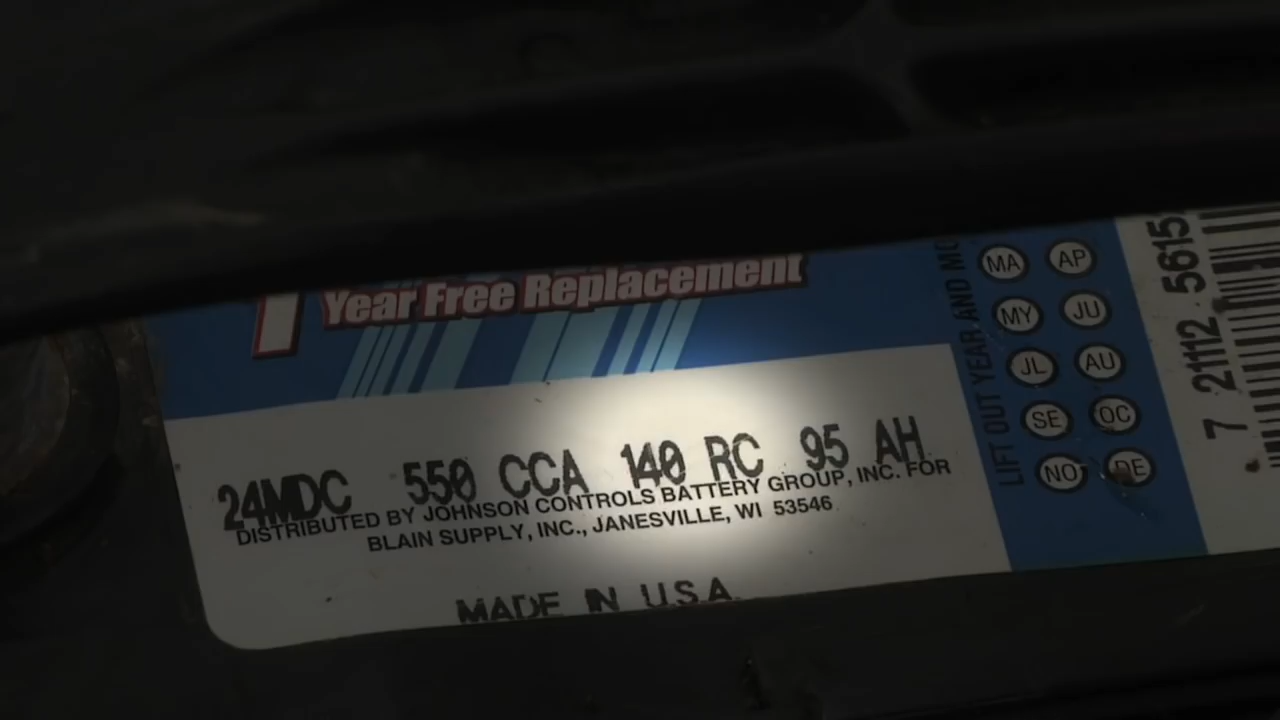 1 Year Free Replacement
24MDC 550 CCA 140 RC 95 AH
DISTRIBUTED BY JOHNSON CONTROLS BATTERY GROUP, INC. FOR
BLAIN SUPPLY, INC., JANESVILLE, WI 53546
MADE IN U.S.A.
LIFT OUT YEAR AND
MA AP
MY JU
JL AU
SE OC
NO DE
7 21112 5615